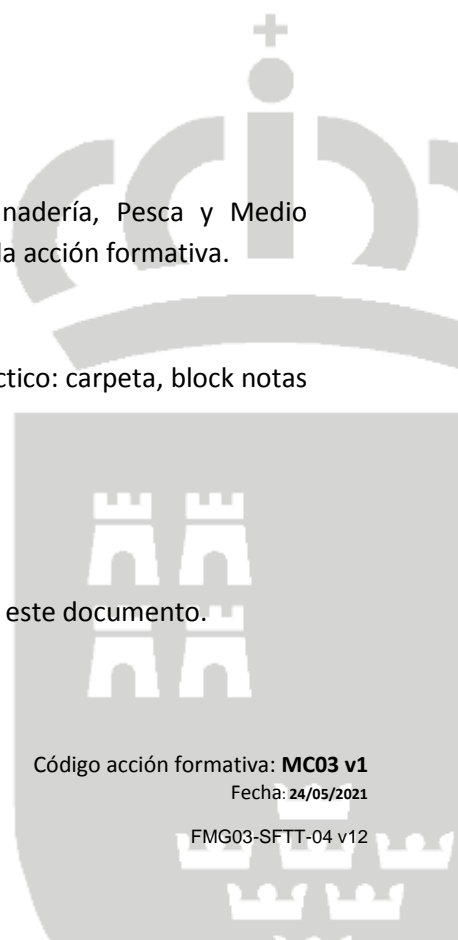 nadería, Pesca y Medio
la acción formativa.
ctico: carpeta, block notas
este documento.
Código acción formativa: MC03 v1
Fecha: 24/05/2021
FMG03-SFTT-04 v12